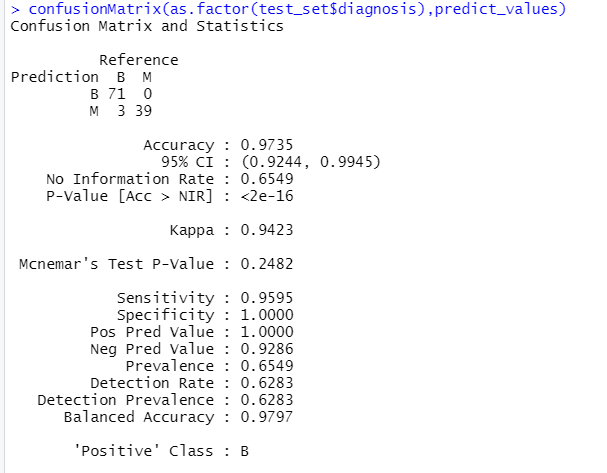 > confusionMatrix(as.factor(test_set$diagnosis),predict_values)
Confusion Matrix and Statistics
Reference
Prediction B M
B 71 0
M 3 39
Accuracy : 0.9735
95% CI : (0.9244, 0.9945)
No Information Rate : 0.6549
P-Value [Acc > NIR] : <2e-16
Kappa : 0.9423
Mcnemar's Test P-Value : 0.2482
Sensitivity : 0.9595
Specificity : 1.0000
Pos Pred Value : 1.0000
Neg Pred Value : 0.9286
Prevalence : 0.6549
Detection Rate : 0.6283
Detection Prevalence : 0.6283
Balanced Accuracy : 0.9797
'Positive' Class : B